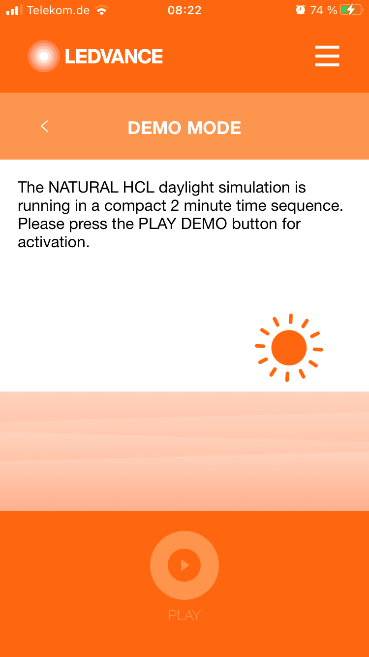 Telekom.de 08:22 74 %
LEDVANCE
DEMO MODE
The NATURAL HCL daylight simulation is
running in a compact 2 minute time sequence.
Please press the PLAY DEMO button for
activation.
PLAY